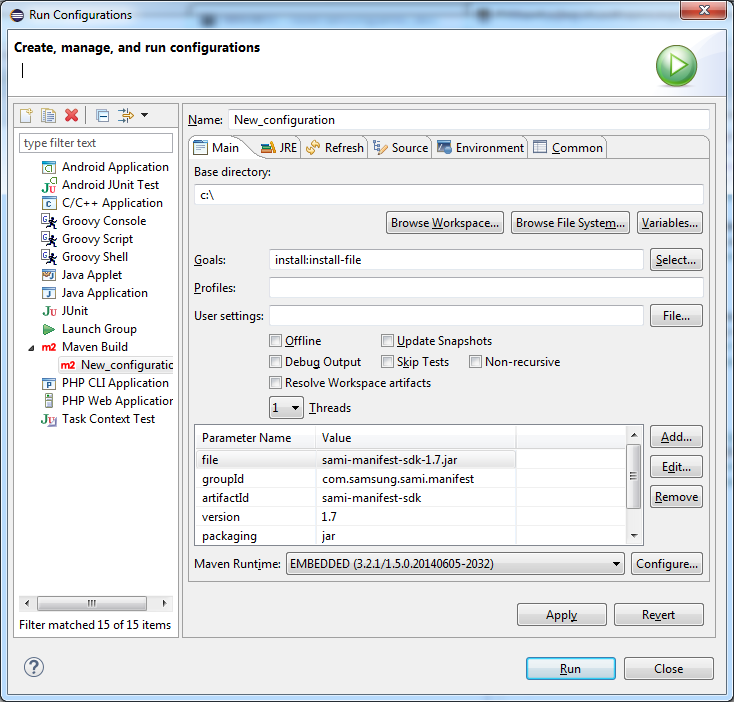 Run Configurations
Create, manage, and run configurations
type filter text
Android Application
Android JUnit Test
C/C++ Application
Groovy Console
Groovy Script
Groovy Shell
Java Applet
Java Application
JUnit
Launch Group
Maven Build
New_configuratic
PHP CLI Application
PHP Web Application
Task Context Test
Filter matched 15 of 15 items
Name: New_configuration
Main JRE Refresh Source Environment Common
Base directory:
c:\
Browse Workspace... Browse File System... Variables...
Goals: install:install-file Select...
Profiles:
User settings: File...
Offline Update Snapshots
Debug Output Skip Tests Non-recursive
Resolve Workspace artifacts
1 Threads
Parameter Name Value Add...
file sami-manifest-sdk-1.7.jar Edit...
groupId com.samsung.sami.manifest
artifactId sami-manifest-sdk Remove
version 1.7
packaging jar
Maven Runtime: EMBEDDED (3.2.1/1.5.0.20140605-2032) Configure...
Apply Revert
Run Close